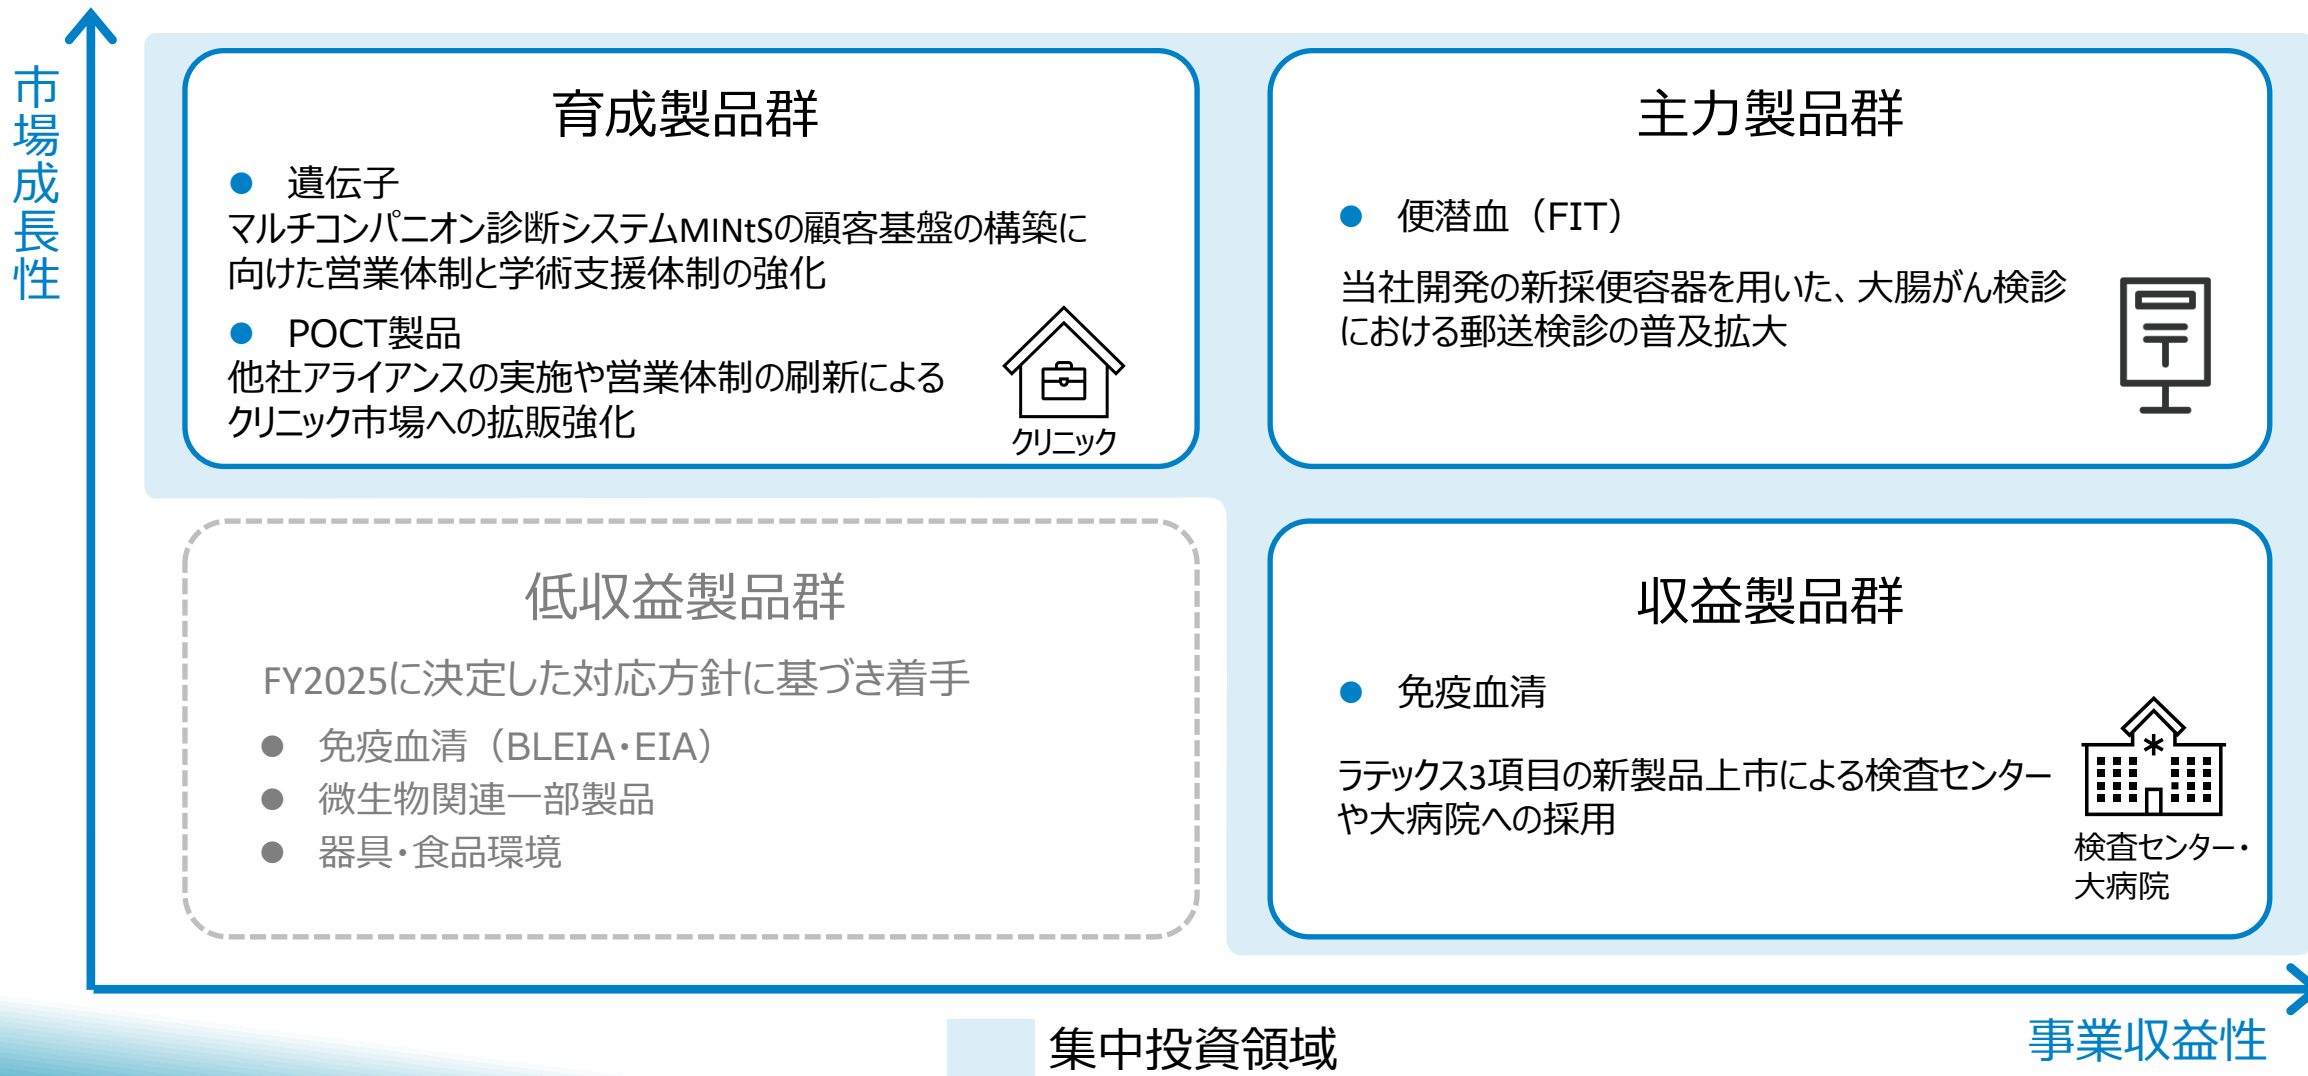 市場成長性
育成製品群
● 遺伝子
マルチコンパニオン診断システムMINtSの顧客基盤の構築に
向けた営業体制と学術支援体制の強化
● POCT製品
他社アライアンスの実施や営業体制の刷新による
クリニック市場への拡販強化
クリニック
主力製品群
● 便潜血（FIT）
当社開発の新採便容器を用いた、大腸がん検診
における郵送検診の普及拡大
低収益製品群
FY2025に決定した対応方針に基づき着手
● 免疫血清（BLEIA・EIA）
● 微生物関連一部製品
● 器具・食品環境
収益製品群
● 免疫血清
ラテックス3項目の新製品上市による検査センター
や大病院への採用
検査センター・
大病院
事業収益性
集中投資領域